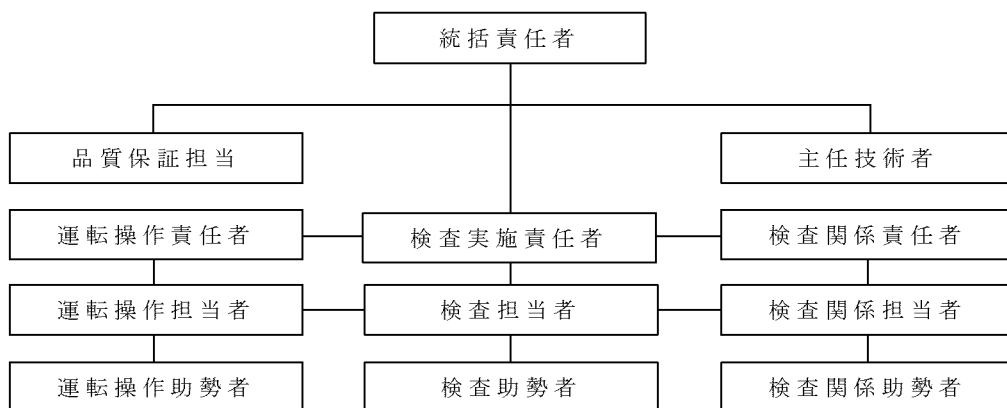 統括責任者
品質保証担当
主任技術者
運転操作責任者
検査実施責任者
検査関係責任者
運転操作担当者
検査担当者
検査関係担当者
運転操作助勢者
検査助勢者
検査関係助勢者